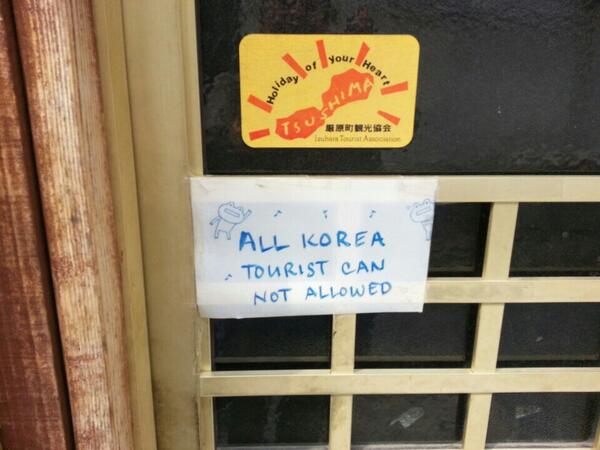 Holiday of Your Heart
TSUSHIMA
厳原町観光協会
Izuhara Tourist Association
ALL KOREA
TOURIST CAN
NOT ALLOWED